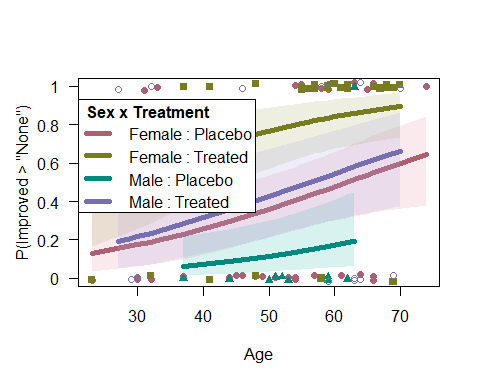 Sex x Treatment
Female : Placebo
Female : Treated
Male : Placebo
Male : Treated
P(Improved > "None")
1
0.8
0.6
0.4
0.2
0
30 40 50 60 70
Age